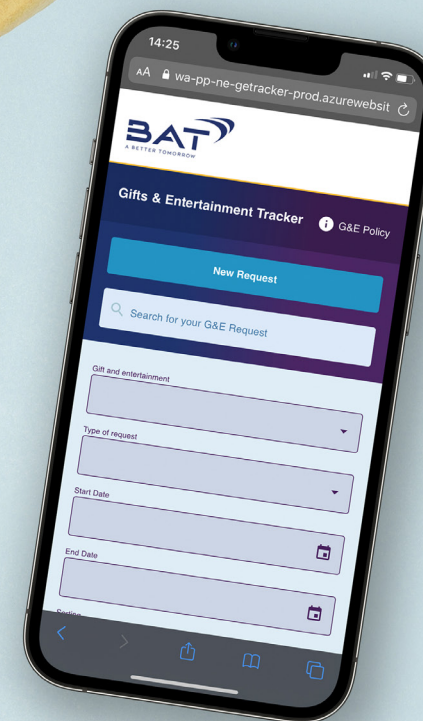 14:25
AA wa-pp-ne-getracker-prod.azurewebsit
BAT
A BETTER TOMORROW
Gifts & Entertainment Tracker
i G&E Policy
New Request
Search for your G&E Request
Gift and entertainment
Type of request
Start Date
End Date
Sorting